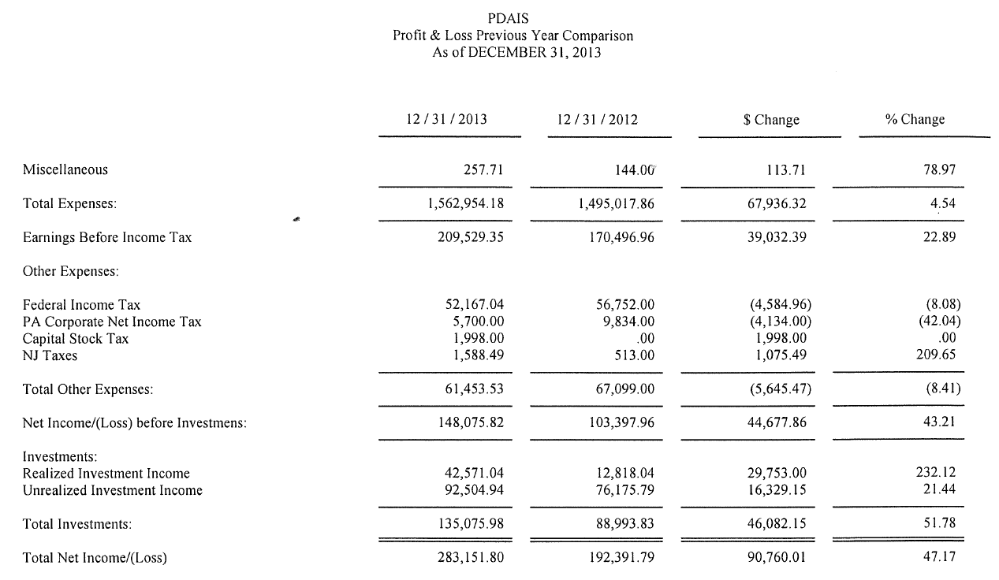 PDAIS
Profit & Loss Previous Year Comparison
As of DECEMBER 31, 2013
12 / 31 / 2013 12 / 31 / 2012 $ Change % Change
Miscellaneous 257.71 144.00 113.71 78.97
Total Expenses: 1,562,954.18 1,495,017.86 67,936.32 4.54
Earnings Before Income Tax 209,529.35 170,496.96 39,032.39 22.89
Other Expenses:
Federal Income Tax 52,167.04 56,752.00 (4,584.96) (8.08)
PA Corporate Net Income Tax 5,700.00 9,834.00 (4,134.00) (42.04)
Capital Stock Tax 1,998.00 .00 1,998.00 .00
NJ Taxes 1,588.49 513.00 1,075.49 209.65
Total Other Expenses: 61,453.53 67,099.00 (5,645.47) (8.41)
Net Income/(Loss) before Investmens: 148,075.82 103,397.96 44,677.86 43.21
Investments:
Realized Investment Income 42,571.04 12,818.04 29,753.00 232.12
Unrealized Investment Income 92,504.94 76,175.79 16,329.15 21.44
Total Investments: 135,075.98 88,993.83 46,082.15 51.78
Total Net Income/(Loss) 283,151.80 192,391.79 90,760.01 47.17